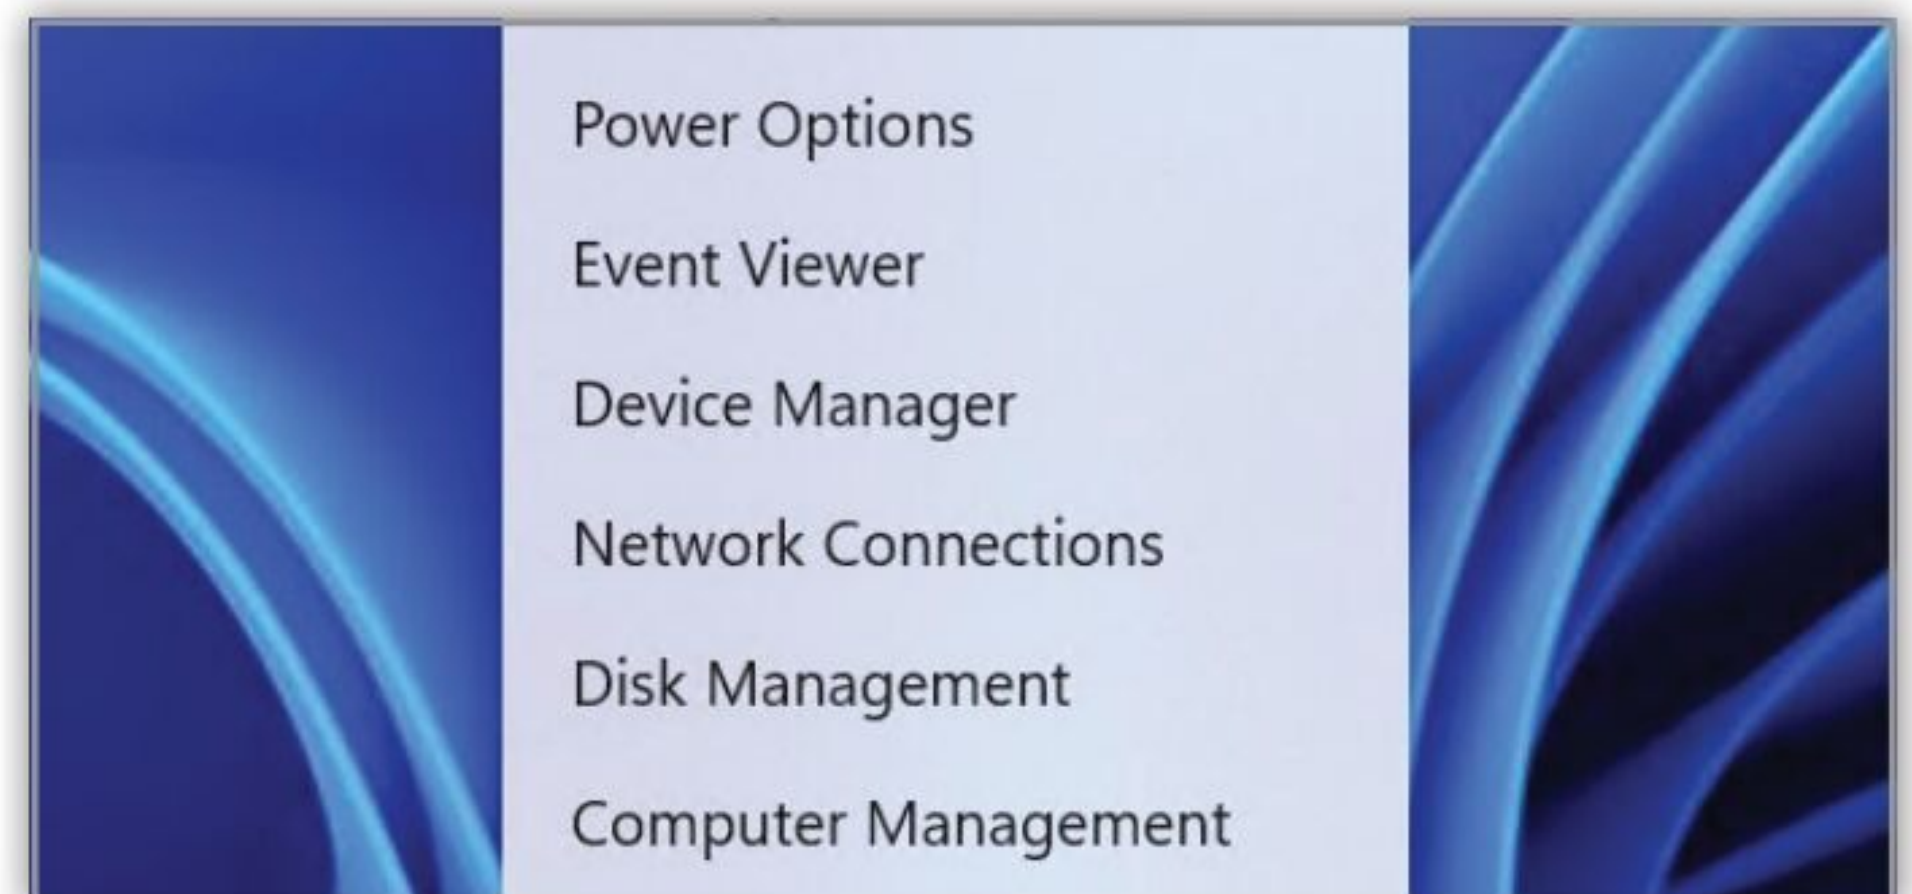 Power Options
Event Viewer
Device Manager
Network Connections
Disk Management
Computer Management